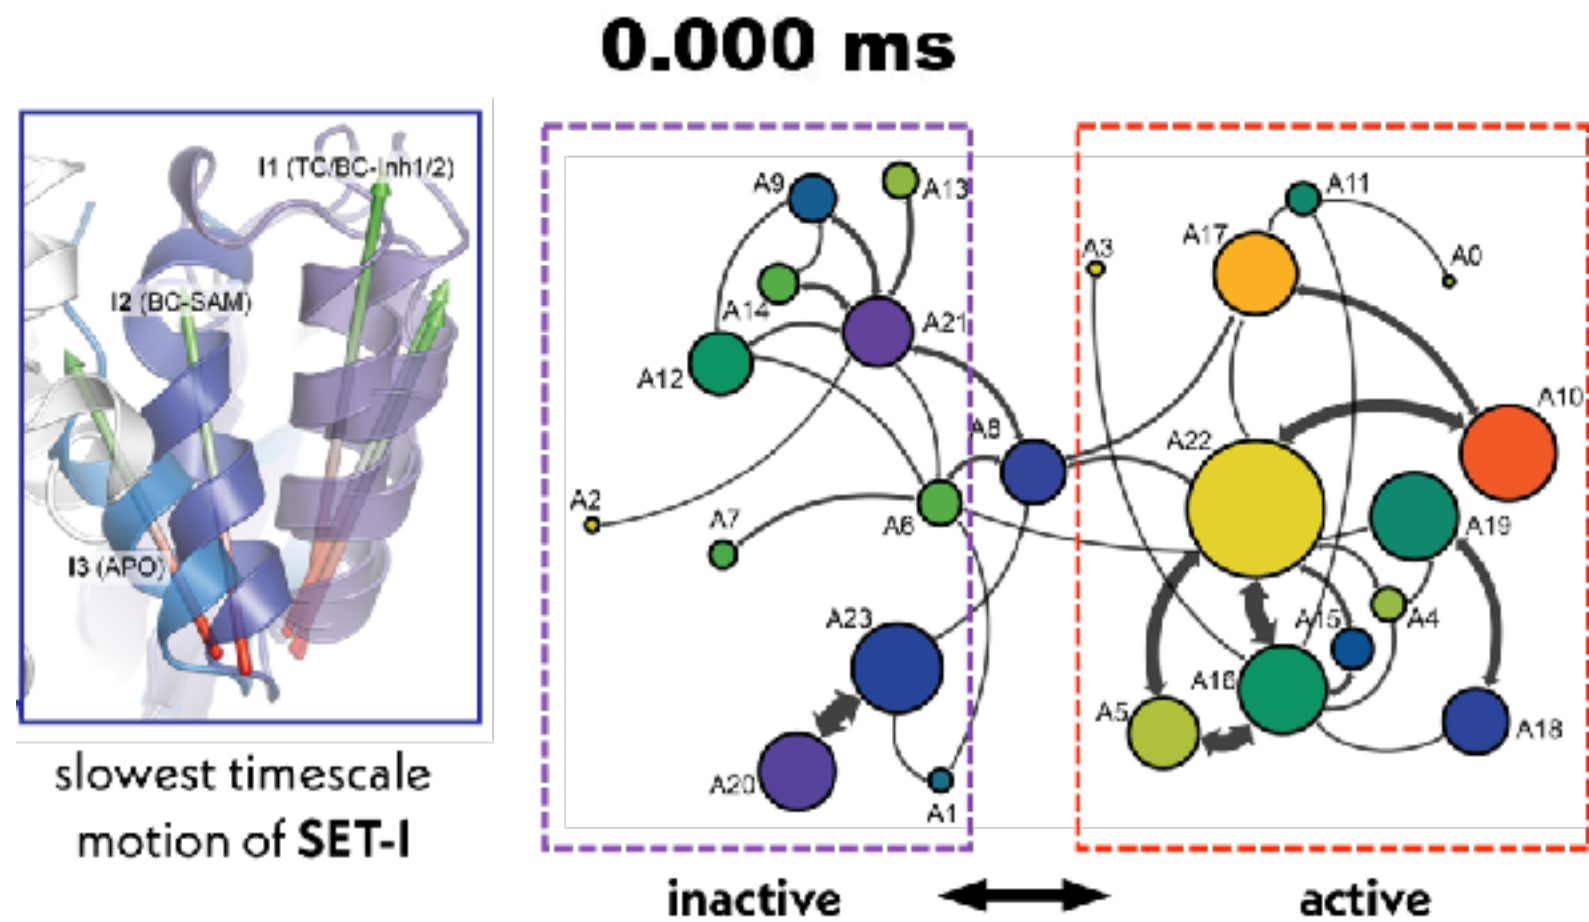 0.000 ms
I1 (TC/BC-Inh1/2)
I2 (BC-SAM)
I3 (APO)
slowest timescale
motion of SET-I
A9
A13
A14
A21
A12
A8
A2
A7
A6
A23
A20
A1
A11
A17
A3
A0
A10
A22
A19
A15
A4
A16
A5
A18
inactive
active